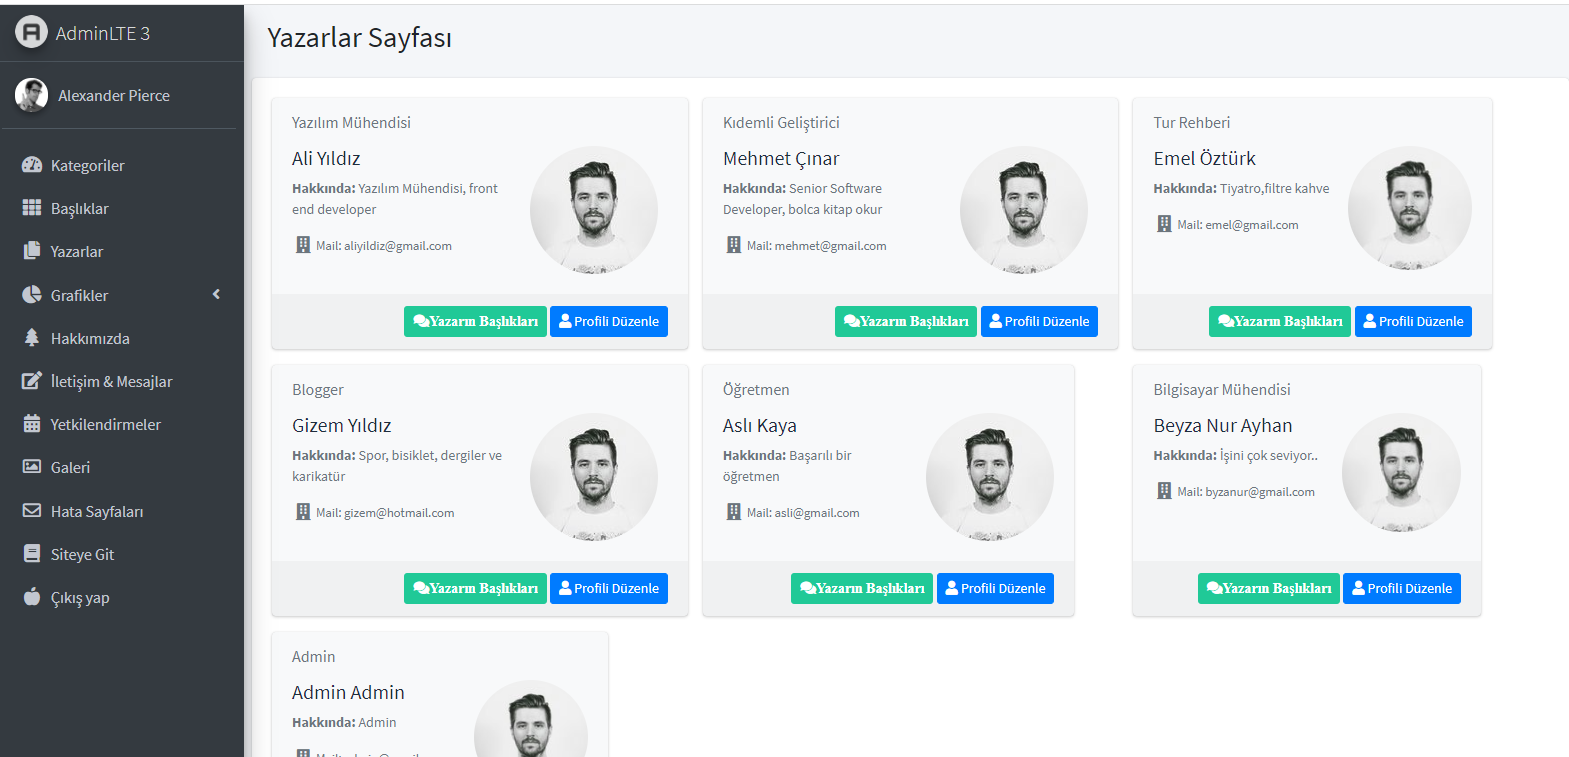 AdminLTE 3
Alexander Pierce
Kategoriler
Başlıklar
Yazarlar
Grafikler
Hakkımızda
İletişim & Mesajlar
Yetkilendirmeler
Galeri
Hata Sayfaları
Siteye Git
Çıkış yap
Yazarlar Sayfası
Yazılım Mühendisi
Ali Yıldız
Hakkında: Yazılım Mühendisi, front
end developer
Mail: aliyildiz@gmail.com
Yazarın Başlıkları Profili Düzenle
Kıdemli Geliştirici
Mehmet Çınar
Hakkında: Senior Software
Developer, bolca kitap okur
Mail: mehmet@gmail.com
Yazarın Başlıkları Profili Düzenle
Tur Rehberi
Emel Öztürk
Hakkında: Tiyatro,filtre kahve
Mail: emel@gmail.com
Yazarın Başlıkları Profili Düzenle
Blogger
Gizem Yıldız
Hakkında: Spor, bisiklet, dergiler ve
karikatür
Mail: gizem@hotmail.com
Yazarın Başlıkları Profili Düzenle
Öğretmen
Aslı Kaya
Hakkında: Başarılı bir
öğretmen
Mail: asli@gmail.com
Yazarın Başlıkları Profili Düzenle
Bilgisayar Mühendisi
Beyza Nur Ayhan
Hakkında: İşini çok seviyor..
Mail: byzanur@gmail.com
Yazarın Başlıkları Profili Düzenle
Admin
Admin Admin
Hakkında: Admin